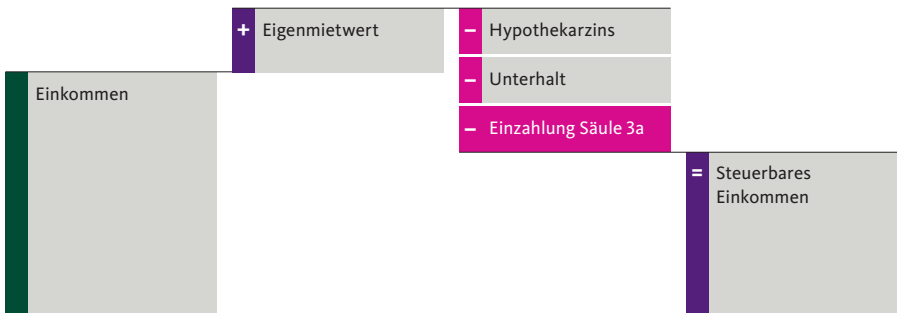 + Eigenmietwert
– Hypothekarzins
– Unterhalt
Einkommen
– Einzahlung Säule 3a
= Steuerbares
Einkommen